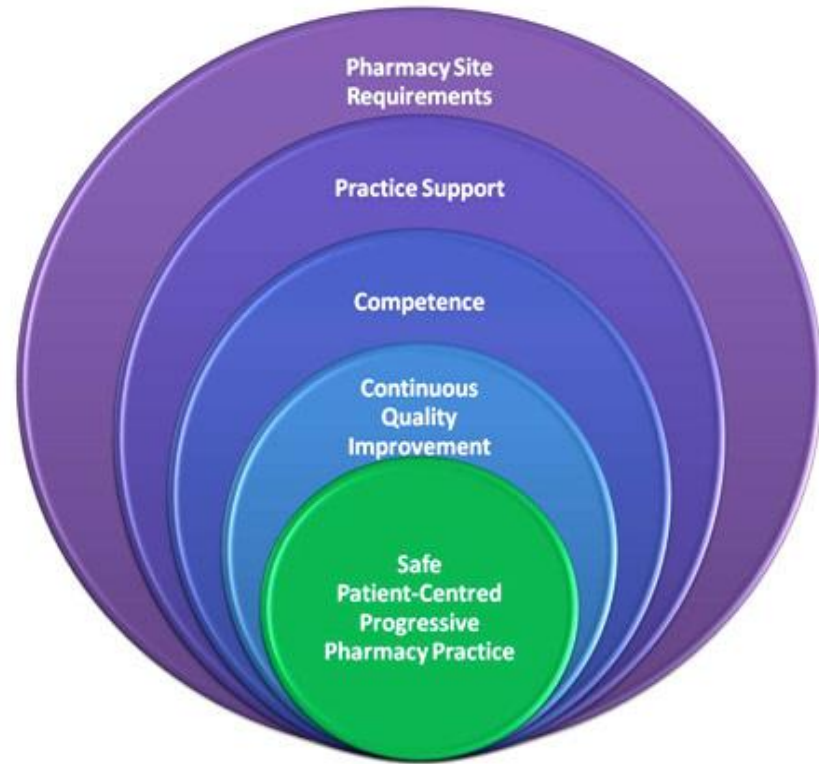 Pharmacy Site
Requirements
Practice Support
Competence
Continuous
Quality
Improvement
Safe
Patient-Centred
Progressive
Pharmacy Practice